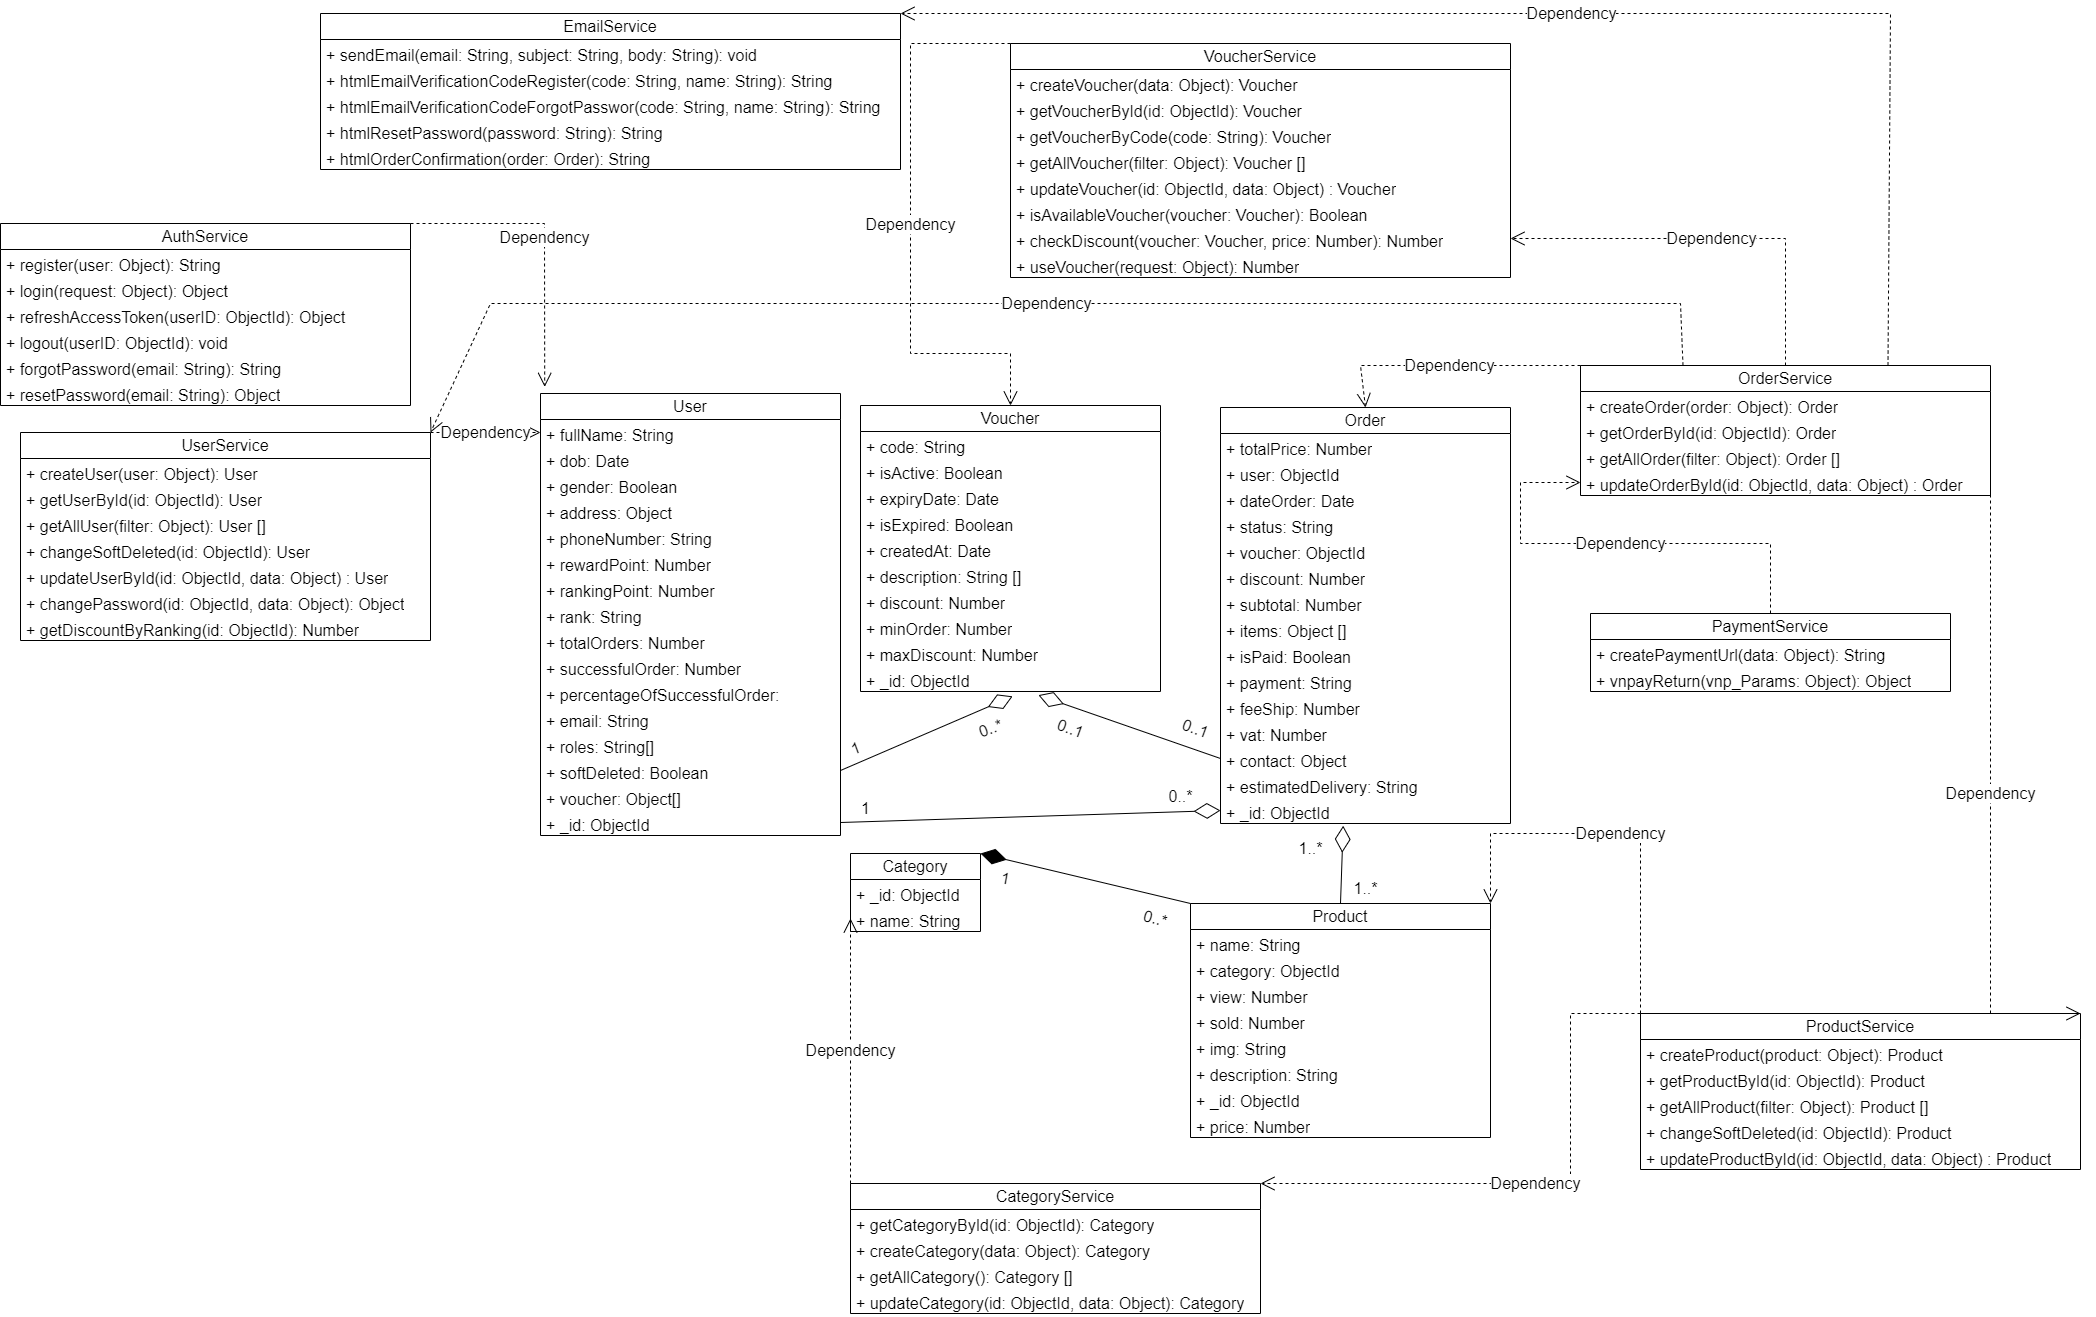 EmailService
+ sendEmail(email: String, subject: String, body: String): void
+ htmlEmailVerificationCodeRegister(code: String, name: String): String
+ htmlEmailVerificationCodeForgotPasswor(code: String, name: String): String
+ htmlResetPassword(password: String): String
+ htmlOrderConfirmation(order: Order): String
Dependency
VoucherService
+ createVoucher(data: Object): Voucher
+ getVoucherById(id: ObjectId): Voucher
+ getVoucherByCode(code: String): Voucher
+ getAllVoucher(filter: Object): Voucher []
+ updateVoucher(id: ObjectId, data: Object) : Voucher
+ isAvailableVoucher(voucher: Voucher): Boolean
+ checkDiscount(voucher: Voucher, price: Number): Number
+ useVoucher(request: Object): Number
Dependency
Dependency
AuthService
+ register(user: Object): String
+ login(request: Object): Object
+ refreshAccessToken(userID: ObjectId): Object
+ logout(userID: ObjectId): void
+ forgotPassword(email: String): String
+ resetPassword(email: String): Object
Dependency
Dependency
Dependency
OrderService
+ createOrder(order: Object): Order
+ getOrderById(id: ObjectId): Order
+ getAllOrder(filter: Object): Order []
+ updateOrderById(id: ObjectId, data: Object) : Order
UserService
+ createUser(user: Object): User
+ getUserById(id: ObjectId): User
+ getAllUser(filter: Object): User []
+ changeSoftDeleted(id: ObjectId): User
+ updateUserById(id: ObjectId, data: Object) : User
+ changePassword(id: ObjectId, data: Object): Object
+ getDiscountByRanking(id: ObjectId): Number
Dependency
User
+ fullName: String
+ dob: Date
+ gender: Boolean
+ address: Object
+ phoneNumber: String
+ rewardPoint: Number
+ rankingPoint: Number
+ rank: String
+ totalOrders: Number
+ successfulOrder: Number
+ percentageOfSuccessfulOrder:
+ email: String
+ roles: String[]
+ softDeleted: Boolean
+ voucher: Object[]
+ _id: ObjectId
Voucher
+ code: String
+ isActive: Boolean
+ expiryDate: Date
+ isExpired: Boolean
+ createdAt: Date
+ description: String []
+ discount: Number
+ minOrder: Number
+ maxDiscount: Number
+ _id: ObjectId
Order
+ totalPrice: Number
+ user: ObjectId
+ dateOrder: Date
+ status: String
+ voucher: ObjectId
+ discount: Number
+ subtotal: Number
+ items: Object []
+ isPaid: Boolean
+ payment: String
+ feeShip: Number
+ vat: Number
+ contact: Object
+ estimatedDelivery: String
+ _id: ObjectId
Dependency
PaymentService
+ createPaymentUrl(data: Object): String
+ vnpayReturn(vnp_Params: Object): Object
1
0..*
0..1
0..1
1
0..*
Dependency
Dependency
1..*
1..*
Category
+ _id: ObjectId
+ name: String
1
0..*
Product
+ name: String
+ category: ObjectId
+ view: Number
+ sold: Number
+ img: String
+ description: String
+ _id: ObjectId
+ price: Number
Dependency
ProductService
+ createProduct(product: Object): Product
+ getProductById(id: ObjectId): Product
+ getAllProduct(filter: Object): Product []
+ changeSoftDeleted(id: ObjectId): Product
+ updateProductById(id: ObjectId, data: Object) : Product
Dependency
CategoryService
+ getCategoryById(id: ObjectId): Category
+ createCategory(data: Object): Category
+ getAllCategory(): Category []
+ updateCategory(id: ObjectId, data: Object): Category